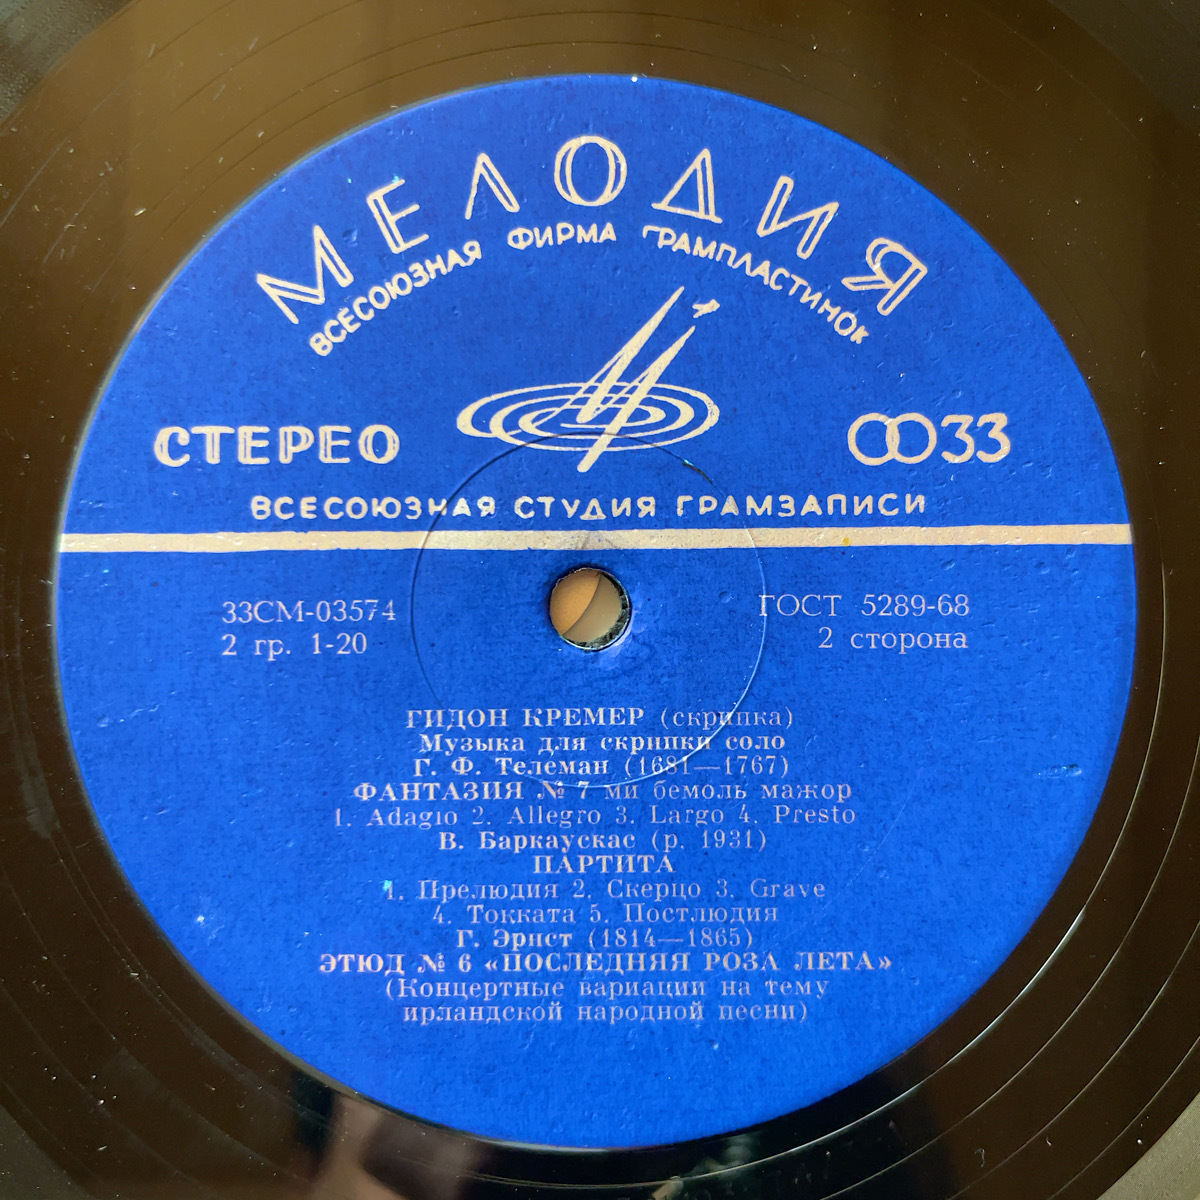 МЕЛОДИЯ
ВСЕСОЮЗНАЯ ФИРМА ГРАМПЛАСТИНОК
СТЕРЕО
33
ВСЕСОЮЗНАЯ СТУДИЯ ГРАМЗАПИСИ
33СМ-03574
ГОСТ 5289-68
2 гр. 1-20
2 сторона
ГИДОН КРЕМЕР (скрипка)
Музыка для скрипки соло
Г. Ф. Телеман (1681—1767)
ФАНТАЗИЯ № 7 ми бемоль мажор
1. Adagio 2. Allegro 3. Largo 4. Presto
В. Баркаускас (р. 1931)
ПАРТИТА
1. Прелюдия 2. Скерцо 3. Grave
4. Токката 5. Постлюдия
Г. Эрнст (1814—1865)
ЭТЮД № 6 «ПОСЛЕДНЯЯ РОЗА ЛЕТА»
(Концертные вариации на тему
ирландской народной песни)